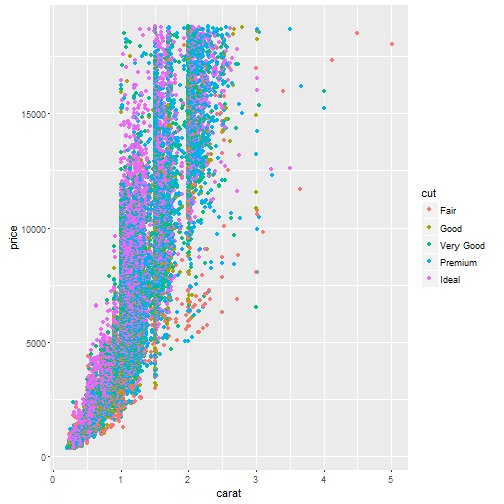 15000
10000
5000
0
price
0
1
2
3
4
5
carat
cut
Fair
Good
Very Good
Premium
Ideal